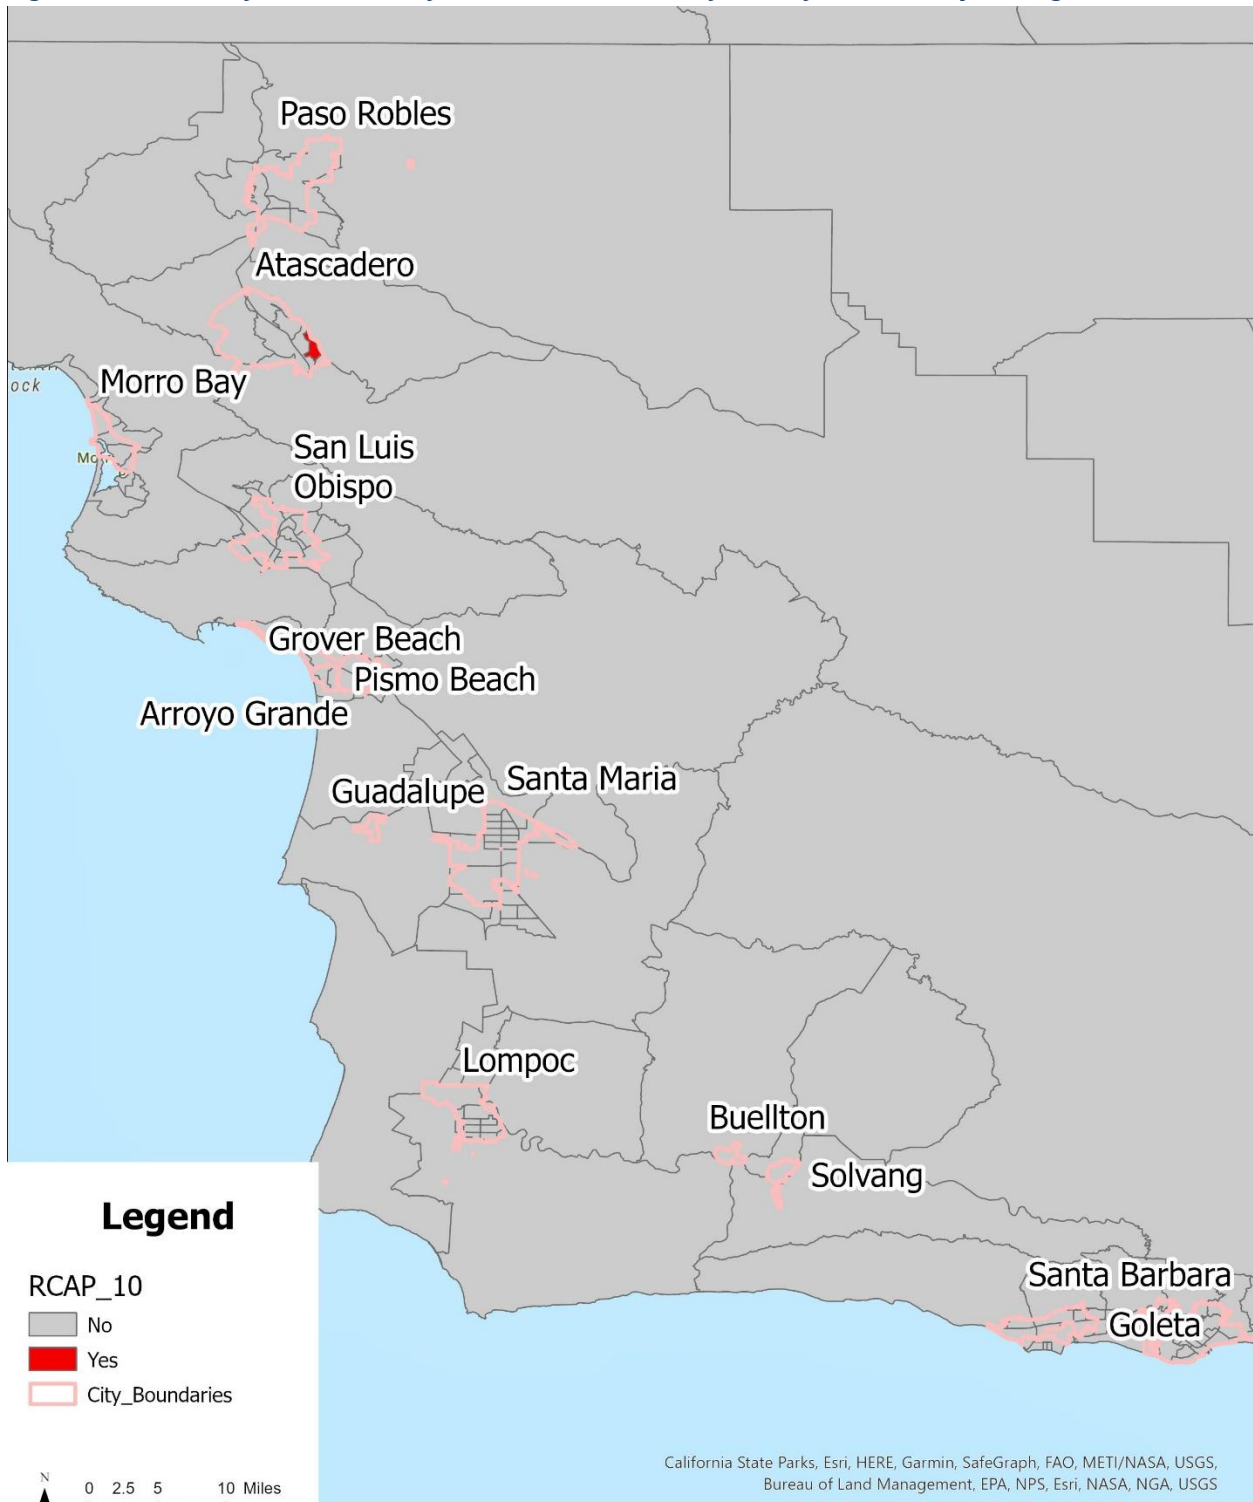 Paso Robles
Atascadero
ock
Morro Bay
San Luis
Obispo
Grover Beach
Pismo Beach
Arroyo Grande
Santa Maria
Guadalupe
Lompoc
Buellton
Solvang
Santa Barbara
Goleta
Legend
RCAP_10
No
Yes
City_Boundaries
N
0 2.5 5 10 Miles
California State Parks, Esri, HERE, Garmin, SafeGraph, FAO, METI/NASA, USGS,
Bureau of Land Management, EPA, NPS, Esri, NASA, NGA, USGS